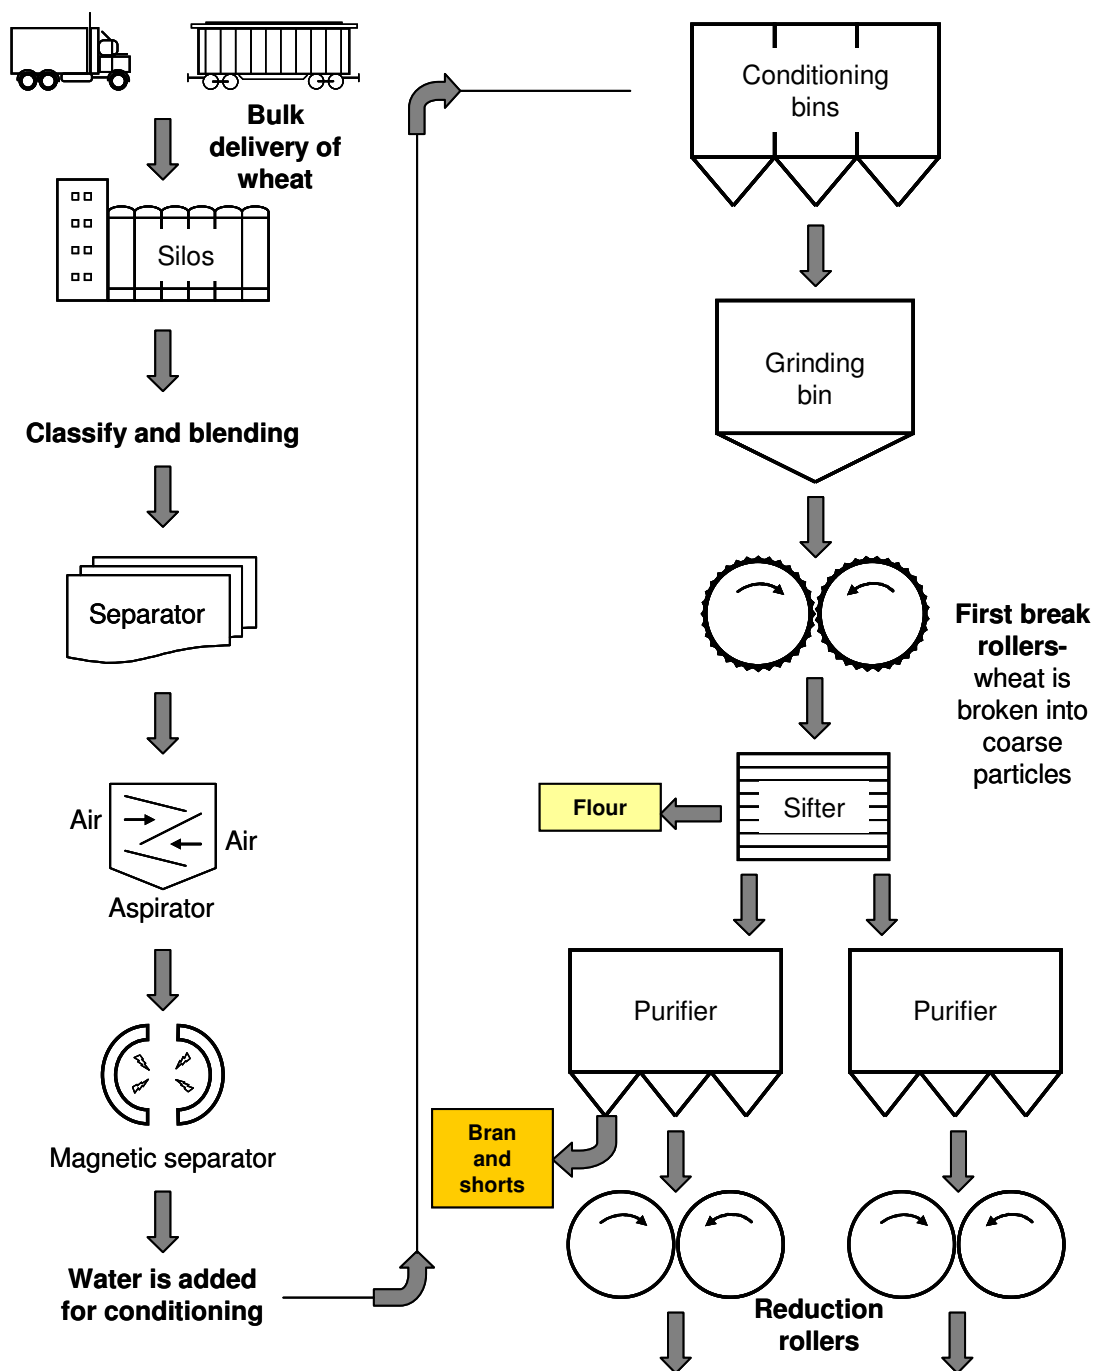 Bulk
delivery of
wheat
Silos
Classify and blending
Separator
Air
Air
Aspirator
Magnetic separator
Water is added
for conditioning
Conditioning
bins
Grinding
bin
First break
rollers-
wheat is
broken into
coarse
particles
Flour
Sifter
Purifier
Purifier
Bran
and
shorts
Reduction
rollers